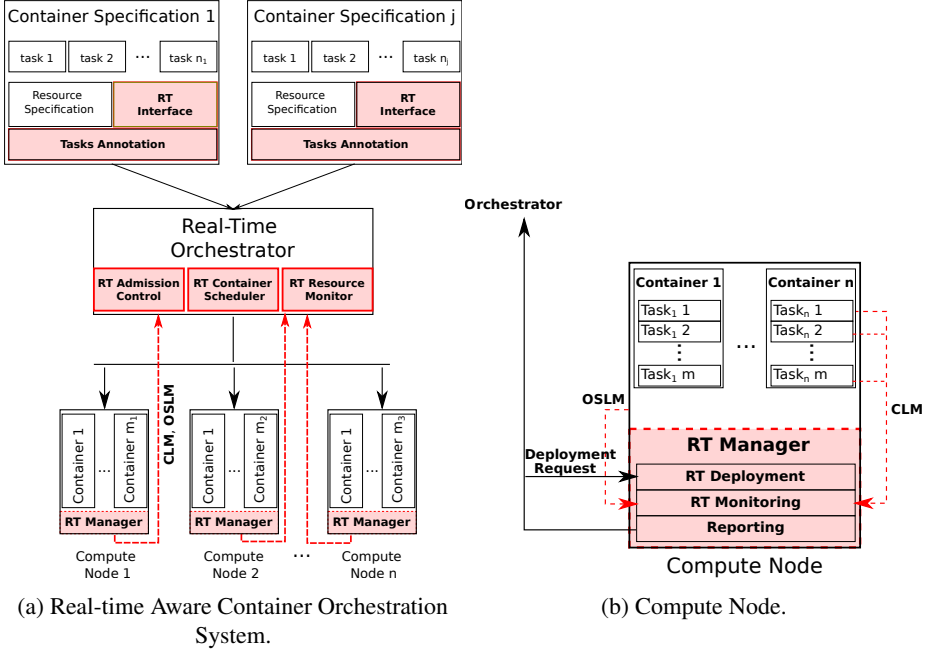 Container Specification 1
task 1 task 2 ... task n1
Resource
Specification
RT
Interface
Tasks Annotation
Container Specification j
task 1 task 2 ... task nj
Resource
Specification
RT
Interface
Tasks Annotation
Real-Time
Orchestrator
RT Admission
Control
RT Container
Scheduler
RT Resource
Monitor
CLM, OSLM
Container 1
...
Container m1
RT Manager
Compute
Node 1
Container 1
...
Container m2
RT Manager
Compute
Node 2
...
Container 1
...
Container m3
RT Manager
Compute
Node n
(a) Real-time Aware Container Orchestration
System.
Orchestrator
Container 1
Task1 1
Task1 2
⋮
Task1 m
...
Container n
Taskn 1
Taskn 2
⋮
Taskn m
OSLM
CLM
Deployment
Request
RT Manager
RT Deployment
RT Monitoring
Reporting
Compute Node
(b) Compute Node.